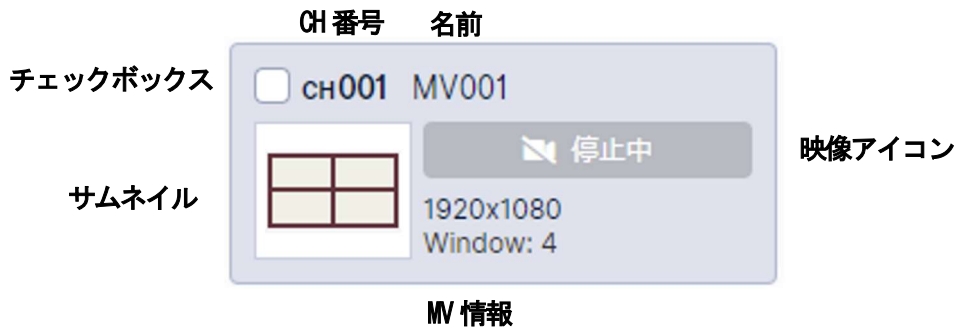 CH 番号 名前
チェックボックス
CH001 MV001
停止中
映像アイコン
サムネイル
1920x1080
Window: 4
MV 情報